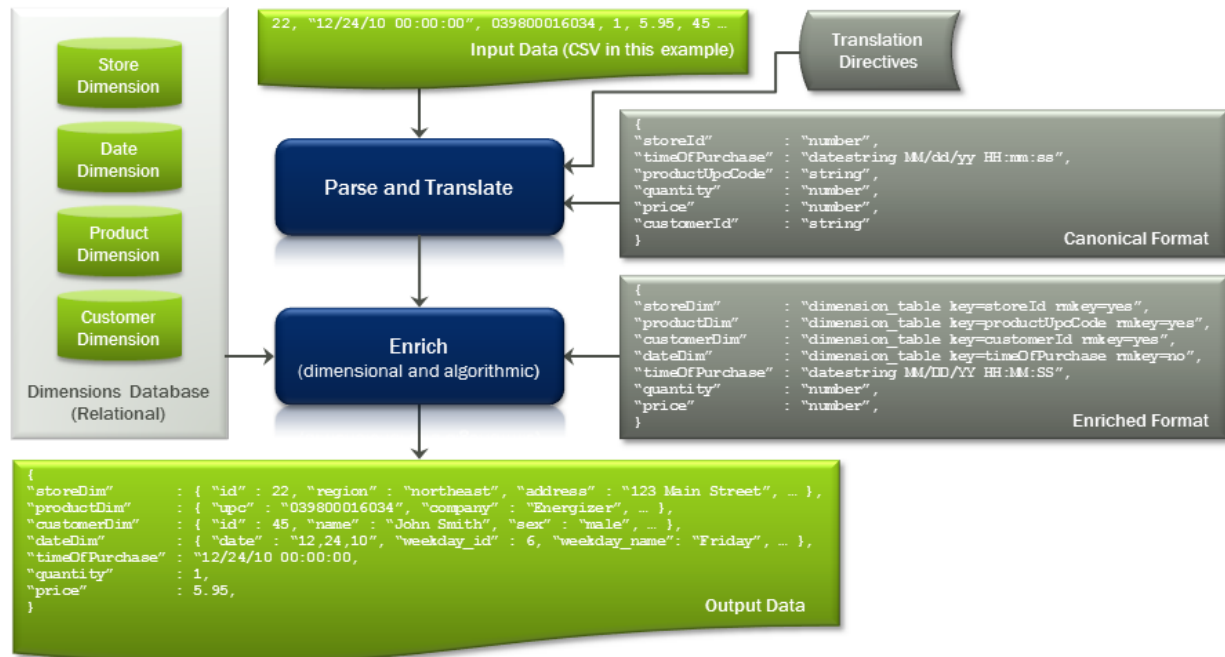 Store
Dimension
Date
Dimension
Product
Dimension
Customer
Dimension
Dimensions Database
(Relational)
22, “12/24/10 00:00:00”, 039800016034, 1, 5.95, 45 …
Input Data (CSV in this example)
Translation
Directives
Parse and Translate
{
“storeId” : “number”,
“timeOfPurchase” : “datestring MM/dd/yy HH:mm:ss”,
“productUpcCode” : “string”,
“quantity” : “number”,
“price” : “number”,
“customerId” : “string”
}
Canonical Format
Enrich
(dimensional and algorithmic)
{
“storeDim” : “dimension_table key=storeId rmkey=yes”,
“productDim” : “dimension_table key=productUpcCode rmkey=yes”,
“customerDim” : “dimension_table key=customerId rmkey=yes”,
“dateDim” : “dimension_table key=timeOfPurchase rmkey=no”,
“timeOfPurchase” : “datestring MM/DD/YY HH:MM:SS”,
“quantity” : “number”,
“price” : “number”,
}
Enriched Format
{
“storeDim” : { “id” : 22, “region” : “northeast”, “address” : “123 Main Street”, … },
“productDim” : { “upc” : “039800016034”, “company” : “Energizer”, … },
“customerDim” : { “id” : 45, “name” : “John Smith”, “sex” : “male”, … },
“dateDim” : { “date” : “12,24,10”, “weekday_id” : 6, “weekday_name”: “Friday”, … },
“timeOfPurchase” : “12/24/10 00:00:00,
“quantity” : 1,
“price” : 5.95,
}
Output Data